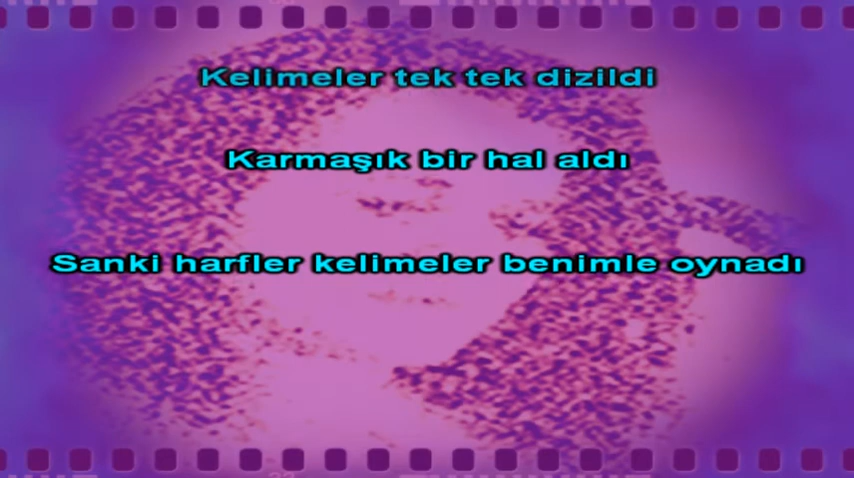 Kelimeler tek tek dizildi
Karmaşık bir hal aldı
Sanki harfler kelimeler benimle oynadı